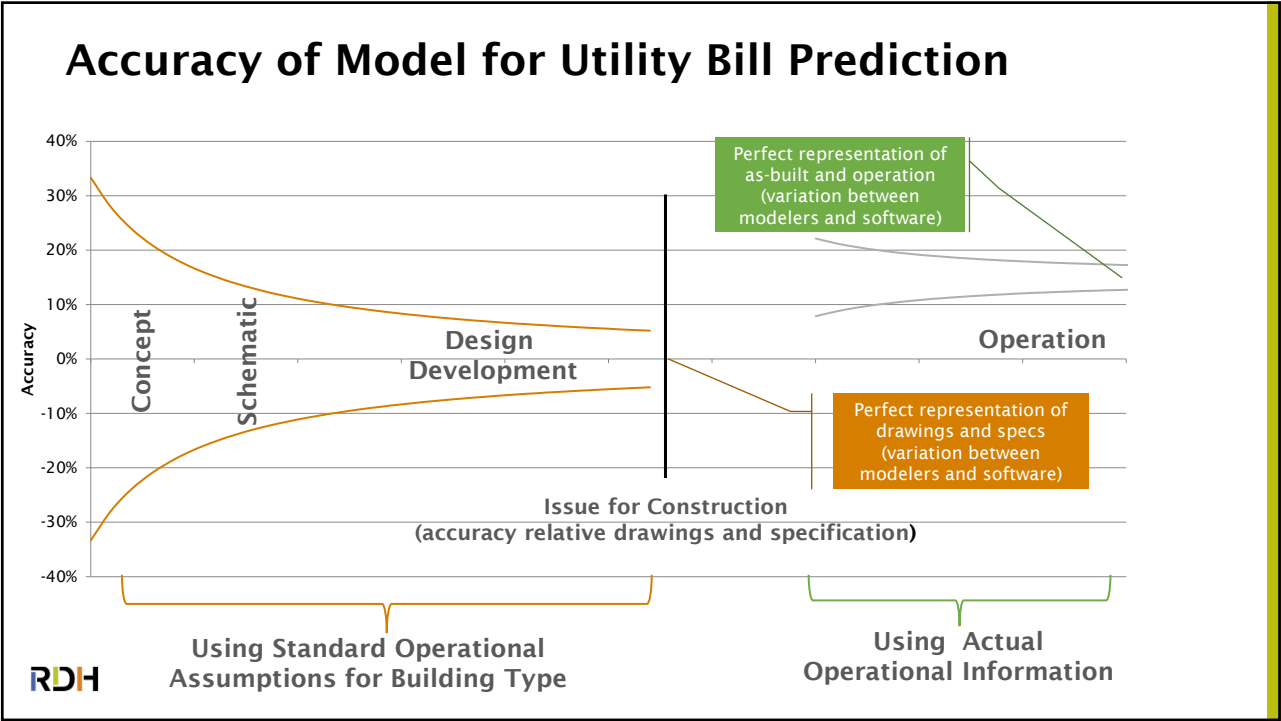 Accuracy of Model for Utility Bill Prediction
40%
30%
20%
10%
0%
-10%
-20%
-30%
-40%
Accuracy
Concept
Schematic
Design
Development
Operation
Perfect representation of
as-built and operation
(variation between
modelers and software)
Perfect representation of
drawings and specs
(variation between
modelers and software)
Issue for Construction
(accuracy relative drawings and specification)
Using Standard Operational
Assumptions for Building Type
Using Actual
Operational Information
RDH